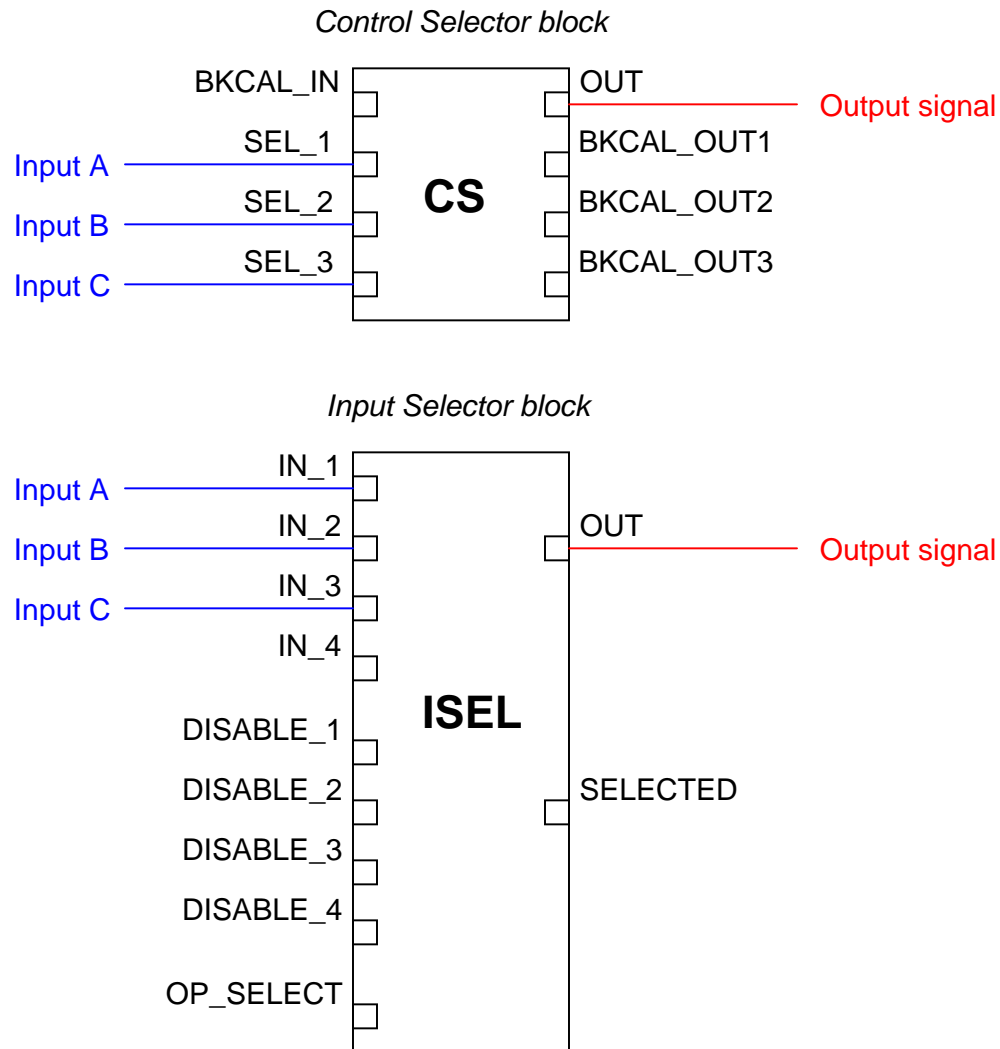 Control Selector block
BKCAL_IN
OUT
Output signal
SEL_1
BKCAL_OUT1
Input A
CS
SEL_2
BKCAL_OUT2
Input B
SEL_3
BKCAL_OUT3
Input C
Input Selector block
IN_1
Input A
IN_2
OUT
Input B
Output signal
IN_3
Input C
IN_4
ISEL
DISABLE_1
DISABLE_2
SELECTED
DISABLE_3
DISABLE_4
OP_SELECT